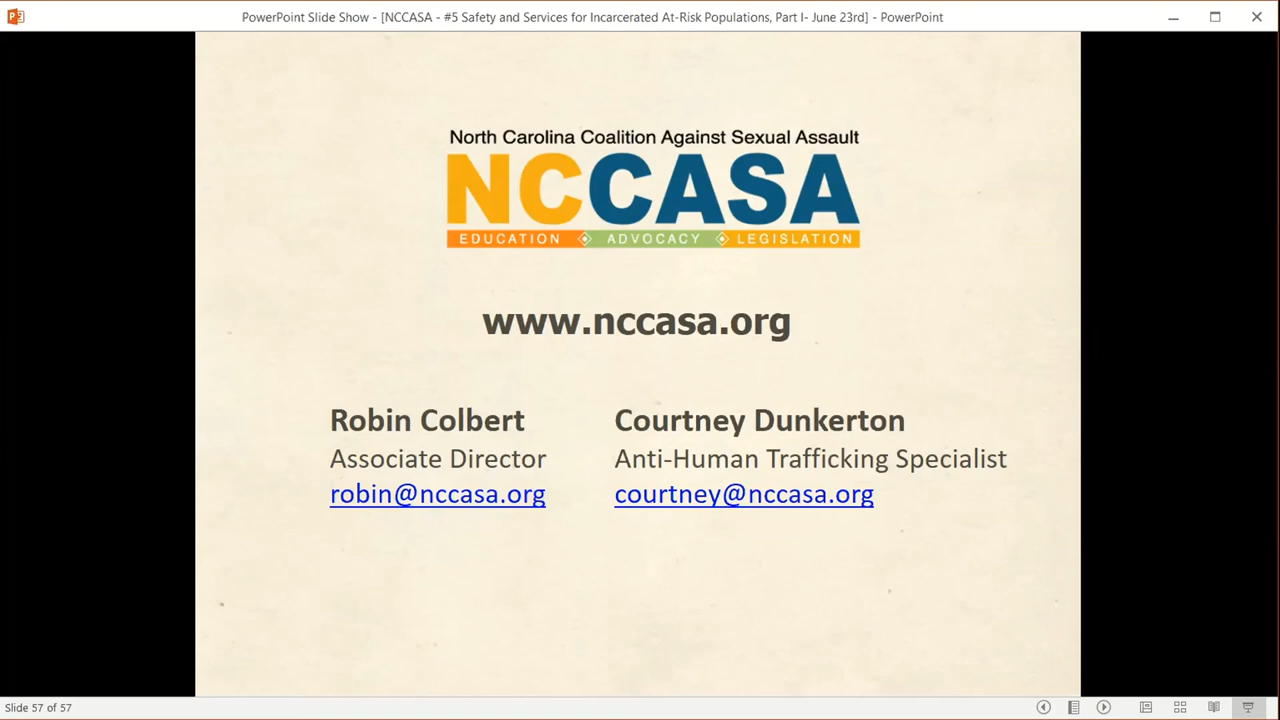 PowerPoint Slide Show - [NCCASA - #5 Safety and Services for Incarcerated At-Risk Populations, Part I- June 23rd] - PowerPoint
North Carolina Coalition Against Sexual Assault
NCCASA
EDUCATION ADVOCACY LEGISLATION
www.nccasa.org
Robin Colbert
Associate Director
robin@nccasa.org
Courtney Dunkerton
Anti-Human Trafficking Specialist
courtney@nccasa.org
Slide 57 of 57